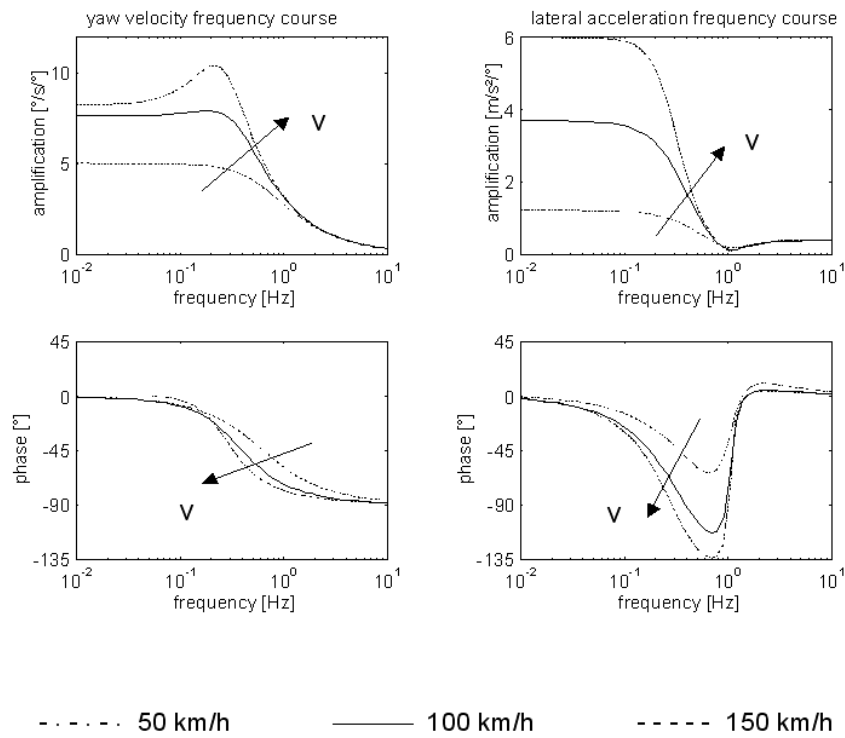 yaw velocity frequency course
amplification [°/s/°]
10
5
0
10-2
10-1
100
101
frequency [Hz]
V
lateral acceleration frequency course
amplification [m/s²/°]
6
4
2
0
10-2
10-1
100
101
frequency [Hz]
V
phase [°]
45
0
-45
-90
-135
10-2
10-1
100
101
frequency [Hz]
V
phase [°]
45
0
-45
-90
-135
10-2
10-1
100
101
frequency [Hz]
V
50 km/h
100 km/h
150 km/h